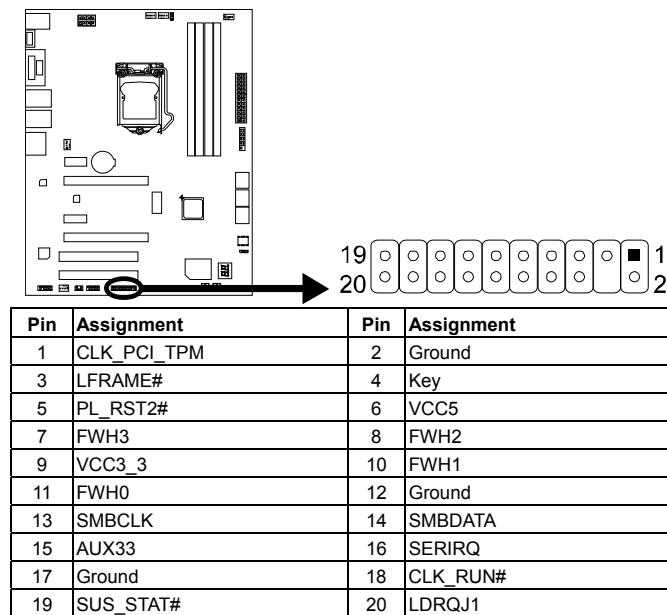 19 1
20 2
Pin Assignment Pin Assignment
1 CLK_PCI_TPM 2 Ground
3 LFRAME# 4 Key
5 PL_RST2# 6 VCC5
7 FWH3 8 FWH2
9 VCC3_3 10 FWH1
11 FWH0 12 Ground
13 SMBCLK 14 SMBDATA
15 AUX33 16 SERIRQ
17 Ground 18 CLK_RUN#
19 SUS_STAT# 20 LDRQJ1